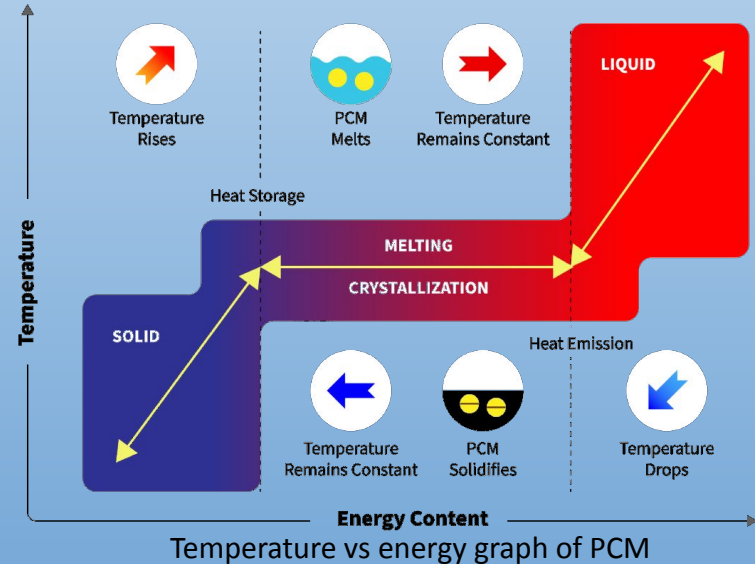 Temperature
Rises
PCM
Melts
Temperature
Remains Constant
LIQUID
Heat Storage
Temperature
MELTING
CRYSTALLIZATION
SOLID
Heat Emission
Temperature
Remains Constant
PCM
Solidifies
Temperature
Drops
Energy Content
Temperature vs energy graph of PCM